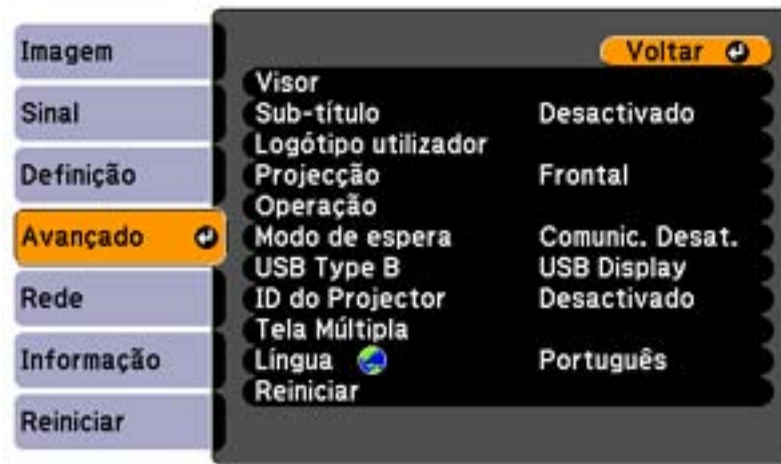 Imagem
Sinal
Definição
Avançado
Rede
Informação
Reiniciar
Voltar
Visor
Sub-título Desactivado
Logótipo utilizador
Projecção Frontal
Operação
Modo de espera Comunic. Desat.
USB Type B USB Display
ID do Projector Desactivado
Tela Múltipla
Língua Português
Reiniciar